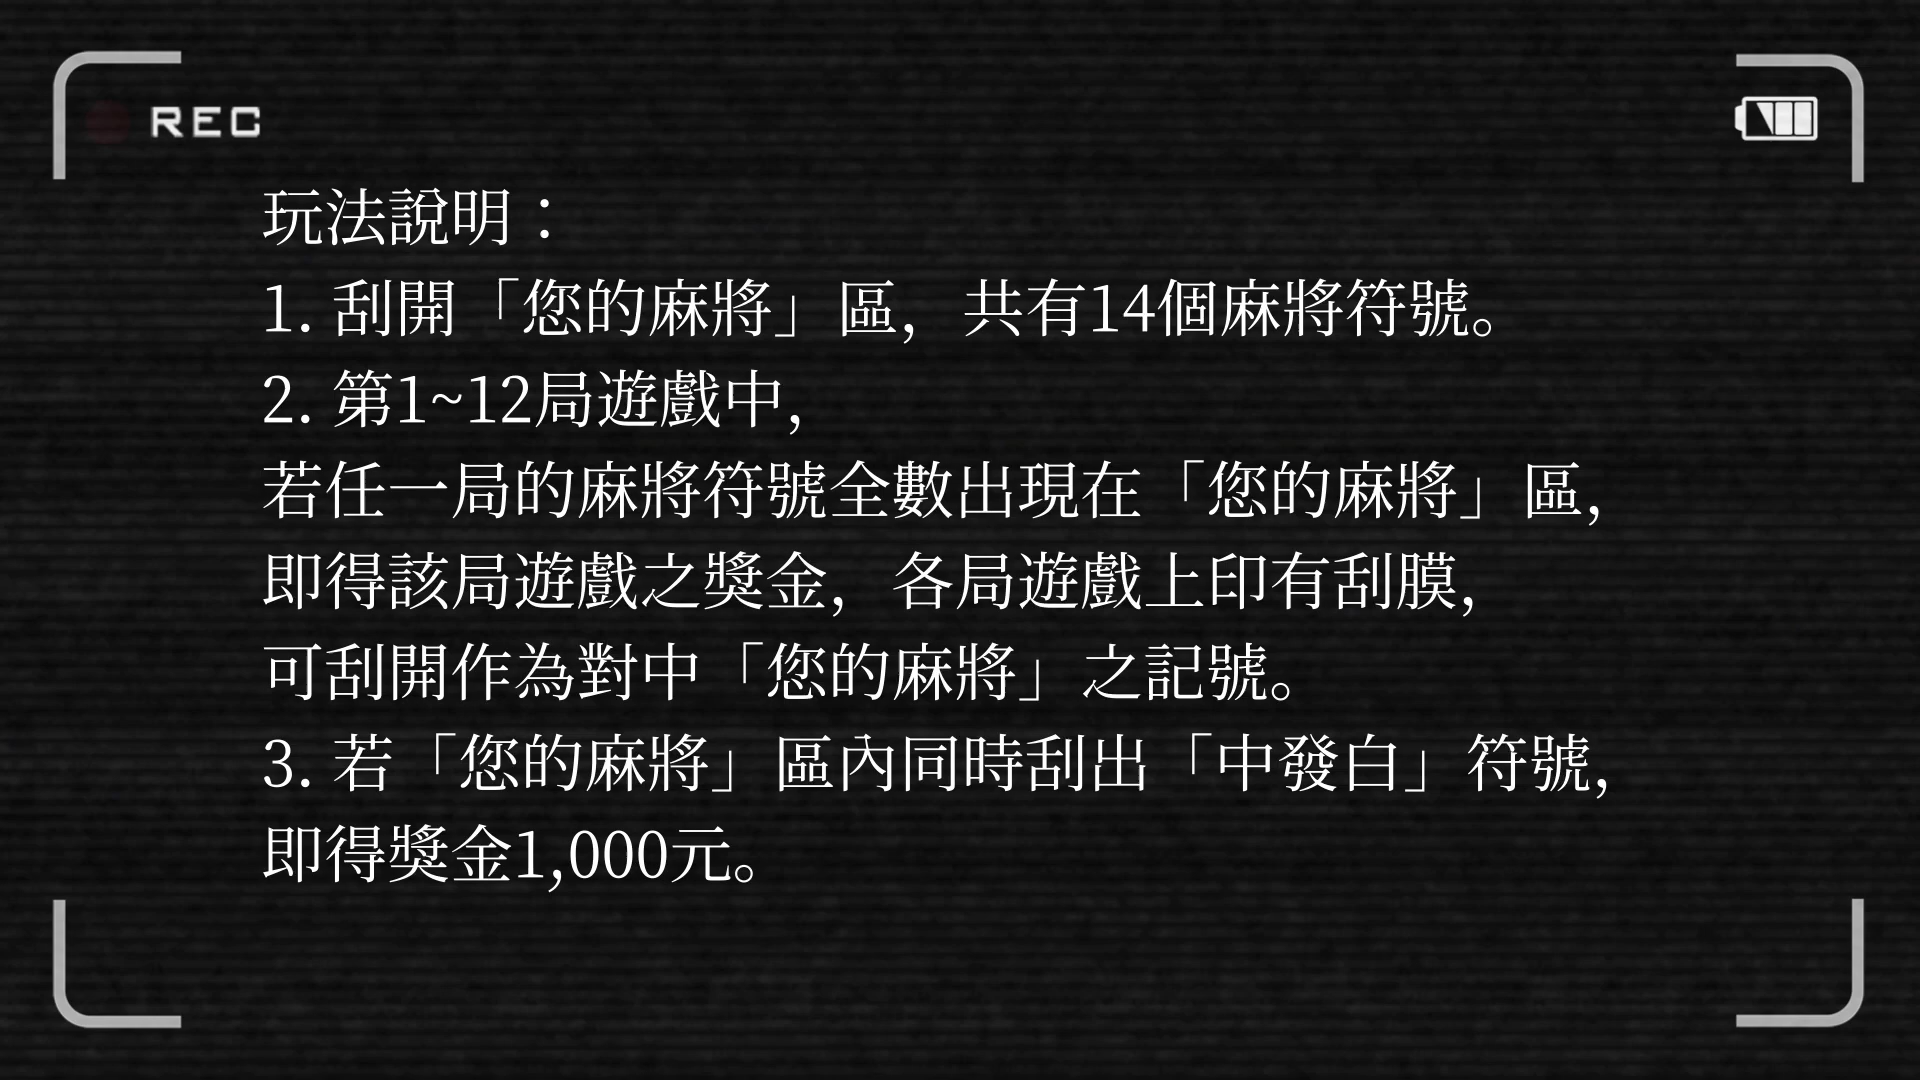 REC
玩法說明：
1. 刮開「您的麻將」區，共有14個麻將符號。
2. 第1~12局遊戲中，
若任一局的麻將符號全數出現在「您的麻將」區，
即得該局遊戲之獎金，各局遊戲上印有刮膜，
可刮開作為對中「您的麻將」之記號。
3. 若「您的麻將」區內同時刮出「中發白」符號，
即得獎金1,000元。